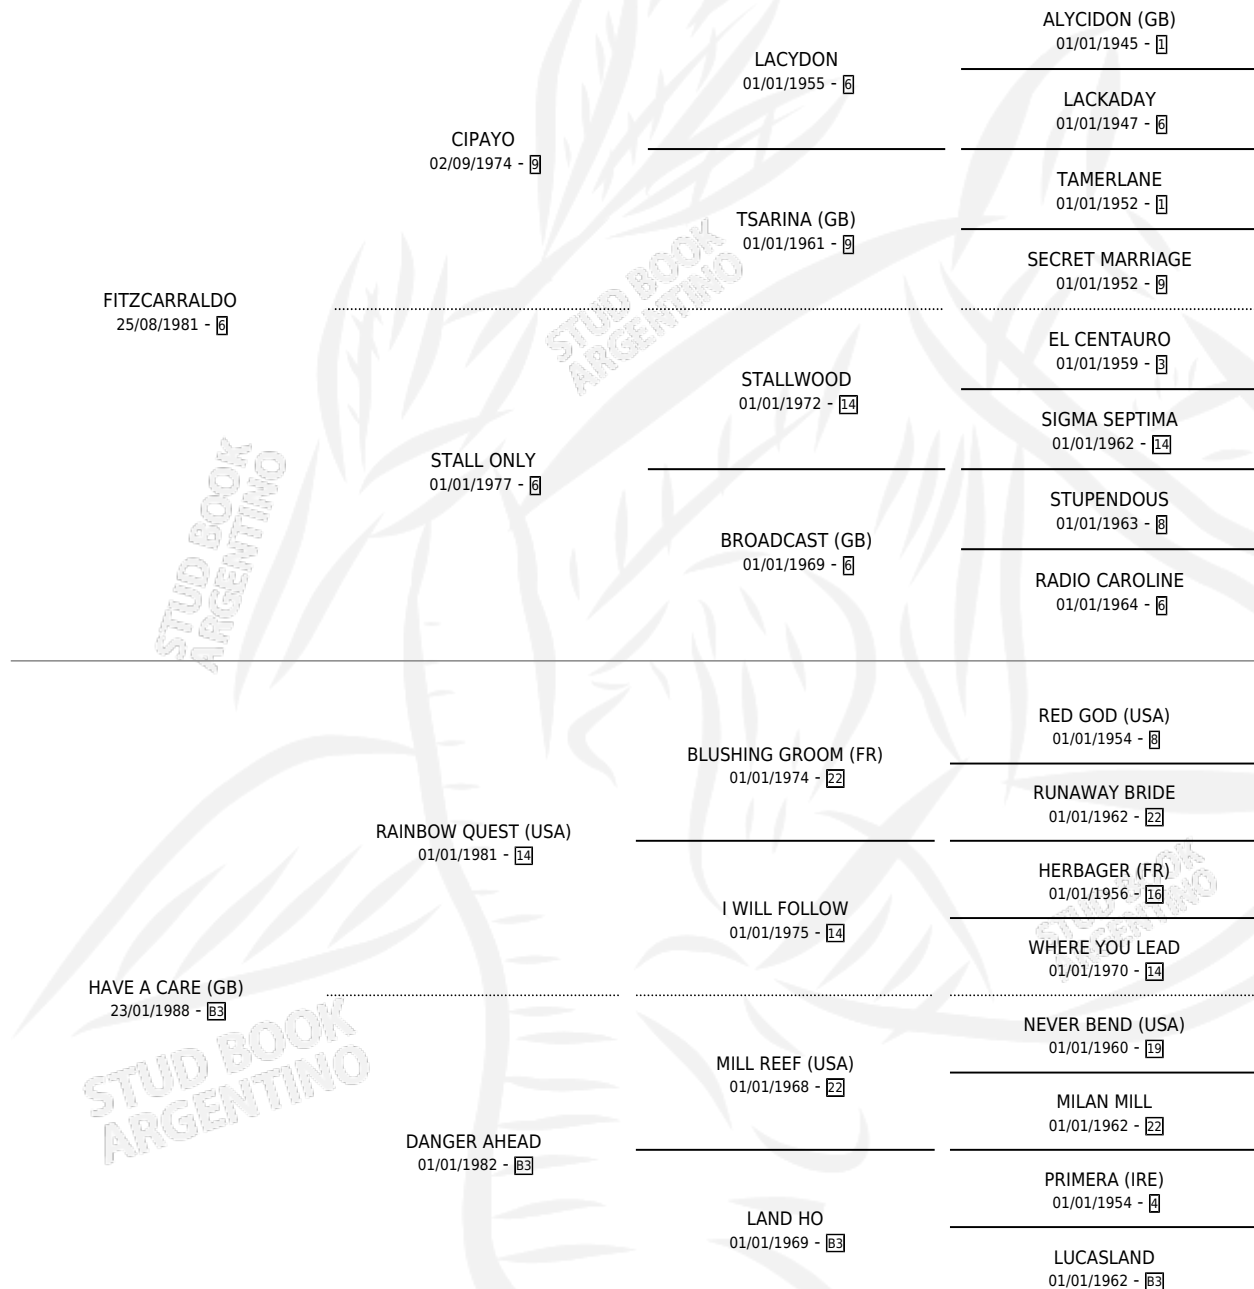 ALYCIDON (GB)
01/01/1945 - 1
LACYDON
01/01/1955 - 6
LACKADAY
01/01/1947 - 6
CIPAYO
02/09/1974 - 9
TAMERLANE
01/01/1952 - 1
TSARINA (GB)
01/01/1961 - 9
SECRET MARRIAGE
01/01/1952 - 9
FITZCARRALDO
25/08/1981 - 6
EL CENTAURO
01/01/1959 - 3
STALLWOOD
01/01/1972 - 14
SIGMA SEPTIMA
01/01/1962 - 14
STALL ONLY
01/01/1977 - 6
STUPENDOUS
01/01/1963 - 8
BROADCAST (GB)
01/01/1969 - 6
RADIO CAROLINE
01/01/1964 - 6
RED GOD (USA)
01/01/1954 - 8
BLUSHING GROOM (FR)
01/01/1974 - 22
RUNAWAY BRIDE
01/01/1962 - 22
RAINBOW QUEST (USA)
01/01/1981 - 14
HERBAGER (FR)
01/01/1956 - 16
I WILL FOLLOW
01/01/1975 - 14
WHERE YOU LEAD
01/01/1970 - 14
HAVE A CARE (GB)
23/01/1988 - B3
NEVER BEND (USA)
01/01/1960 - 19
MILL REEF (USA)
01/01/1968 - 22
MILAN MILL
01/01/1962 - 22
DANGER AHEAD
01/01/1982 - B3
PRIMERA (IRE)
01/01/1954 - 4
LAND HO
01/01/1969 - B3
LUCASLAND
01/01/1962 - B3
STUD BOOK
ARGENTINO
STUD BOOK
ARGENTINO
STUD BOOK
ARGENTINO
STUD BOOK
ARGENTINO